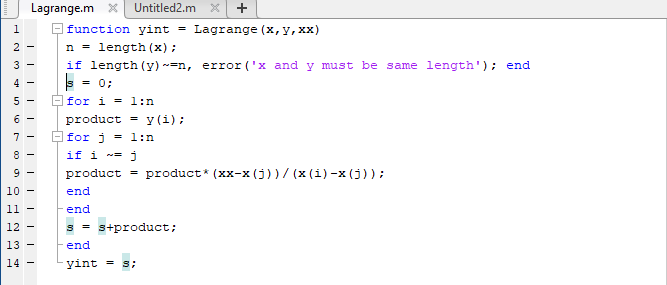 Lagrange.m × Untitled2.m × +
1 function yint = Lagrange(x,y,xx)
2 – n = length(x);
3 – if length(y)~=n, error('x and y must be same length'); end
4 – s = 0;
5 – for i = 1:n
6 – product = y(i);
7 – for j = 1:n
8 – if i ~= j
9 – product = product*(xx-x(j))/(x(i)-x(j));
10 – end
11 – end
12 – s = s+product;
13 – end
14 – yint = s;